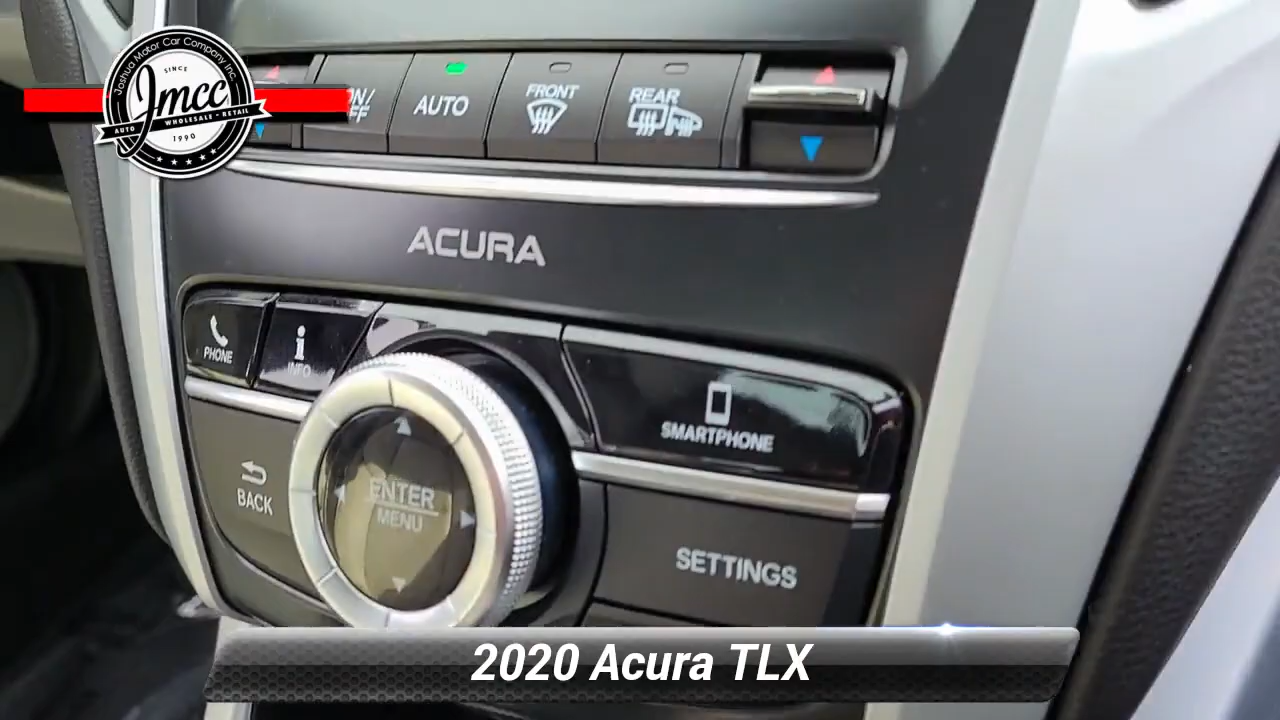 Joshua Motor Car Company Inc.
SINCE
Jmcc
AUTO WHOLESALE - RETAIL
1990
AUTO
FRONT
REAR
ACURA
PHONE
INFO
SMARTPHONE
BACK
ENTER
MENU
SETTINGS
2020 Acura TLX